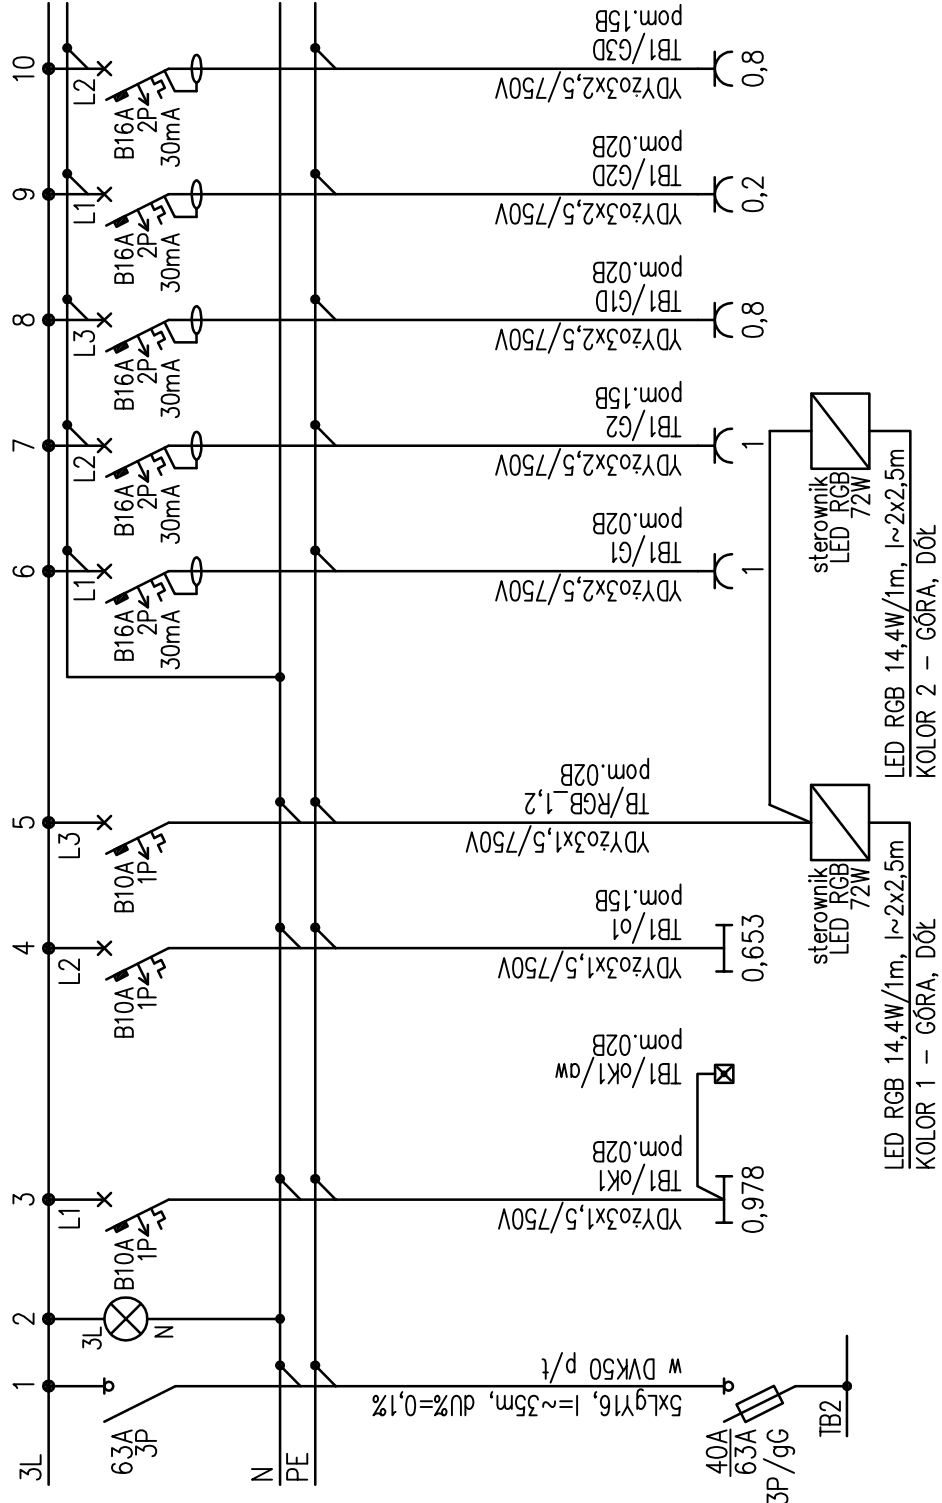 3L
N
PE
1
63A
3P
5xLgY16, l=~35m, dU%=0,1%
w DVK50 p/t
40A
63A
3P/gG
TB2
2
3L
N
3
L1
B10A
1P
YDYżo3x1,5/750V
TB1/oK1
pom.02B
0,978
TB1/oK1/aw
pom.02B
4
L2
B10A
1P
YDYżo3x1,5/750V
TB1/o1
pom.15B
0,653
5
L3
B10A
1P
YDYżo3x1,5/750V
TB/RGB_1,2
pom.02B
sterownik
LED RGB
72W
LED RGB 14,4W/1m, l~2x2,5m
KOLOR 1 - GÓRA, DÓŁ
sterownik
LED RGB
72W
LED RGB 14,4W/1m, l~2x2,5m
KOLOR 2 - GÓRA, DÓŁ
6
L1
B16A
2P
30mA
YDYżo3x2,5/750V
TB1/G1
pom.02B
1
7
L2
B16A
2P
30mA
YDYżo3x2,5/750V
TB1/G2
pom.15B
1
8
L3
B16A
2P
30mA
YDYżo3x2,5/750V
TB1/G1D
pom.02B
0,8
9
L1
B16A
2P
30mA
YDYżo3x2,5/750V
TB1/G2D
pom.02B
0,2
10
L2
B16A
2P
30mA
YDYżo3x2,5/750V
TB1/G3D
pom.15B
0,8